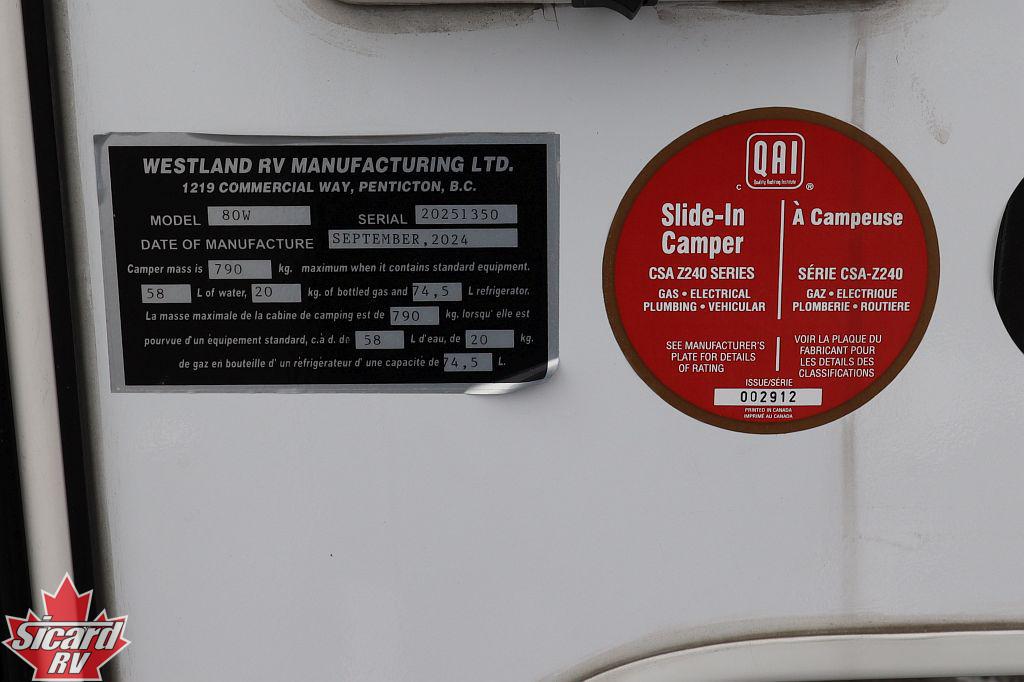 WESTLAND RV MANUFACTURING LTD.
1219 COMMERCIAL WAY, PENTICTON, B.C.
MODEL 80W SERIAL 20251350
DATE OF MANUFACTURE SEPTEMBER,2024
Camper mass is 790 kg. maximum when it contains standard equipment.
58 L of water, 20 kg. of bottled gas and 74,5 L refrigerator.
La masse maximale de la cabine de camping est de 790 kg. lorsqu' elle est
pourvue d'un équipement standard, c.à d. de 58 L d'eau, de 20 kg.
de gaz en bouteille d' un réfrigérateur d'une capacité de 74,5 L.
QAI
C Quality Auditing Institute ®
Slide-In
Camper
CSA Z240 SERIES
GAS • ELECTRICAL
PLUMBING • VEHICULAR
SEE MANUFACTURER'S
PLATE FOR DETAILS
OF RATING
À Campeuse
SÉRIE CSA-Z240
GAZ • ELECTRIQUE
PLOMBERIE • ROUTIERE
VOIR LA PLAQUE DU
FABRICANT POUR
LES DETAILS DES
CLASSIFICATIONS
ISSUE/SÉRIE
002912
PRINTED IN CANADA
IMPRIMÉ AU CANADA
Sicard
RV